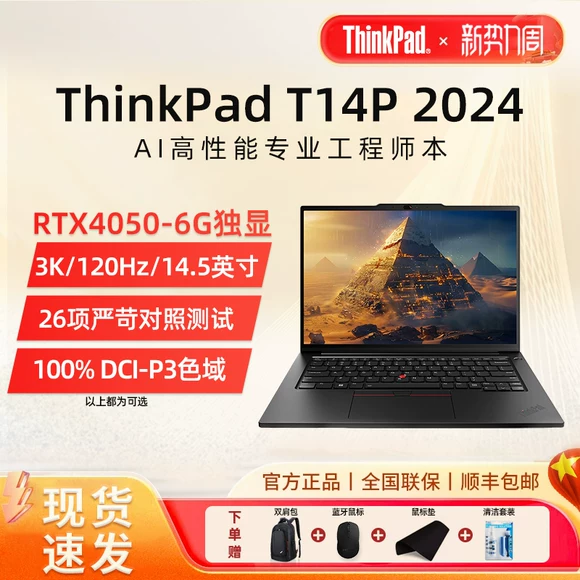 ThinkPad® × 新势力周
ThinkPad T14P 2024
AI高性能专业工程师本
RTX4050-6G独显
3K/120Hz/14.5英寸
26项严苛对照测试
100% DCI-P3色域
以上都为可选
官方正品 | 全国联保 | 顺丰包邮
现货
速发
下单赠
双肩包 + 蓝牙鼠标 + 鼠标垫 + 清洁套装